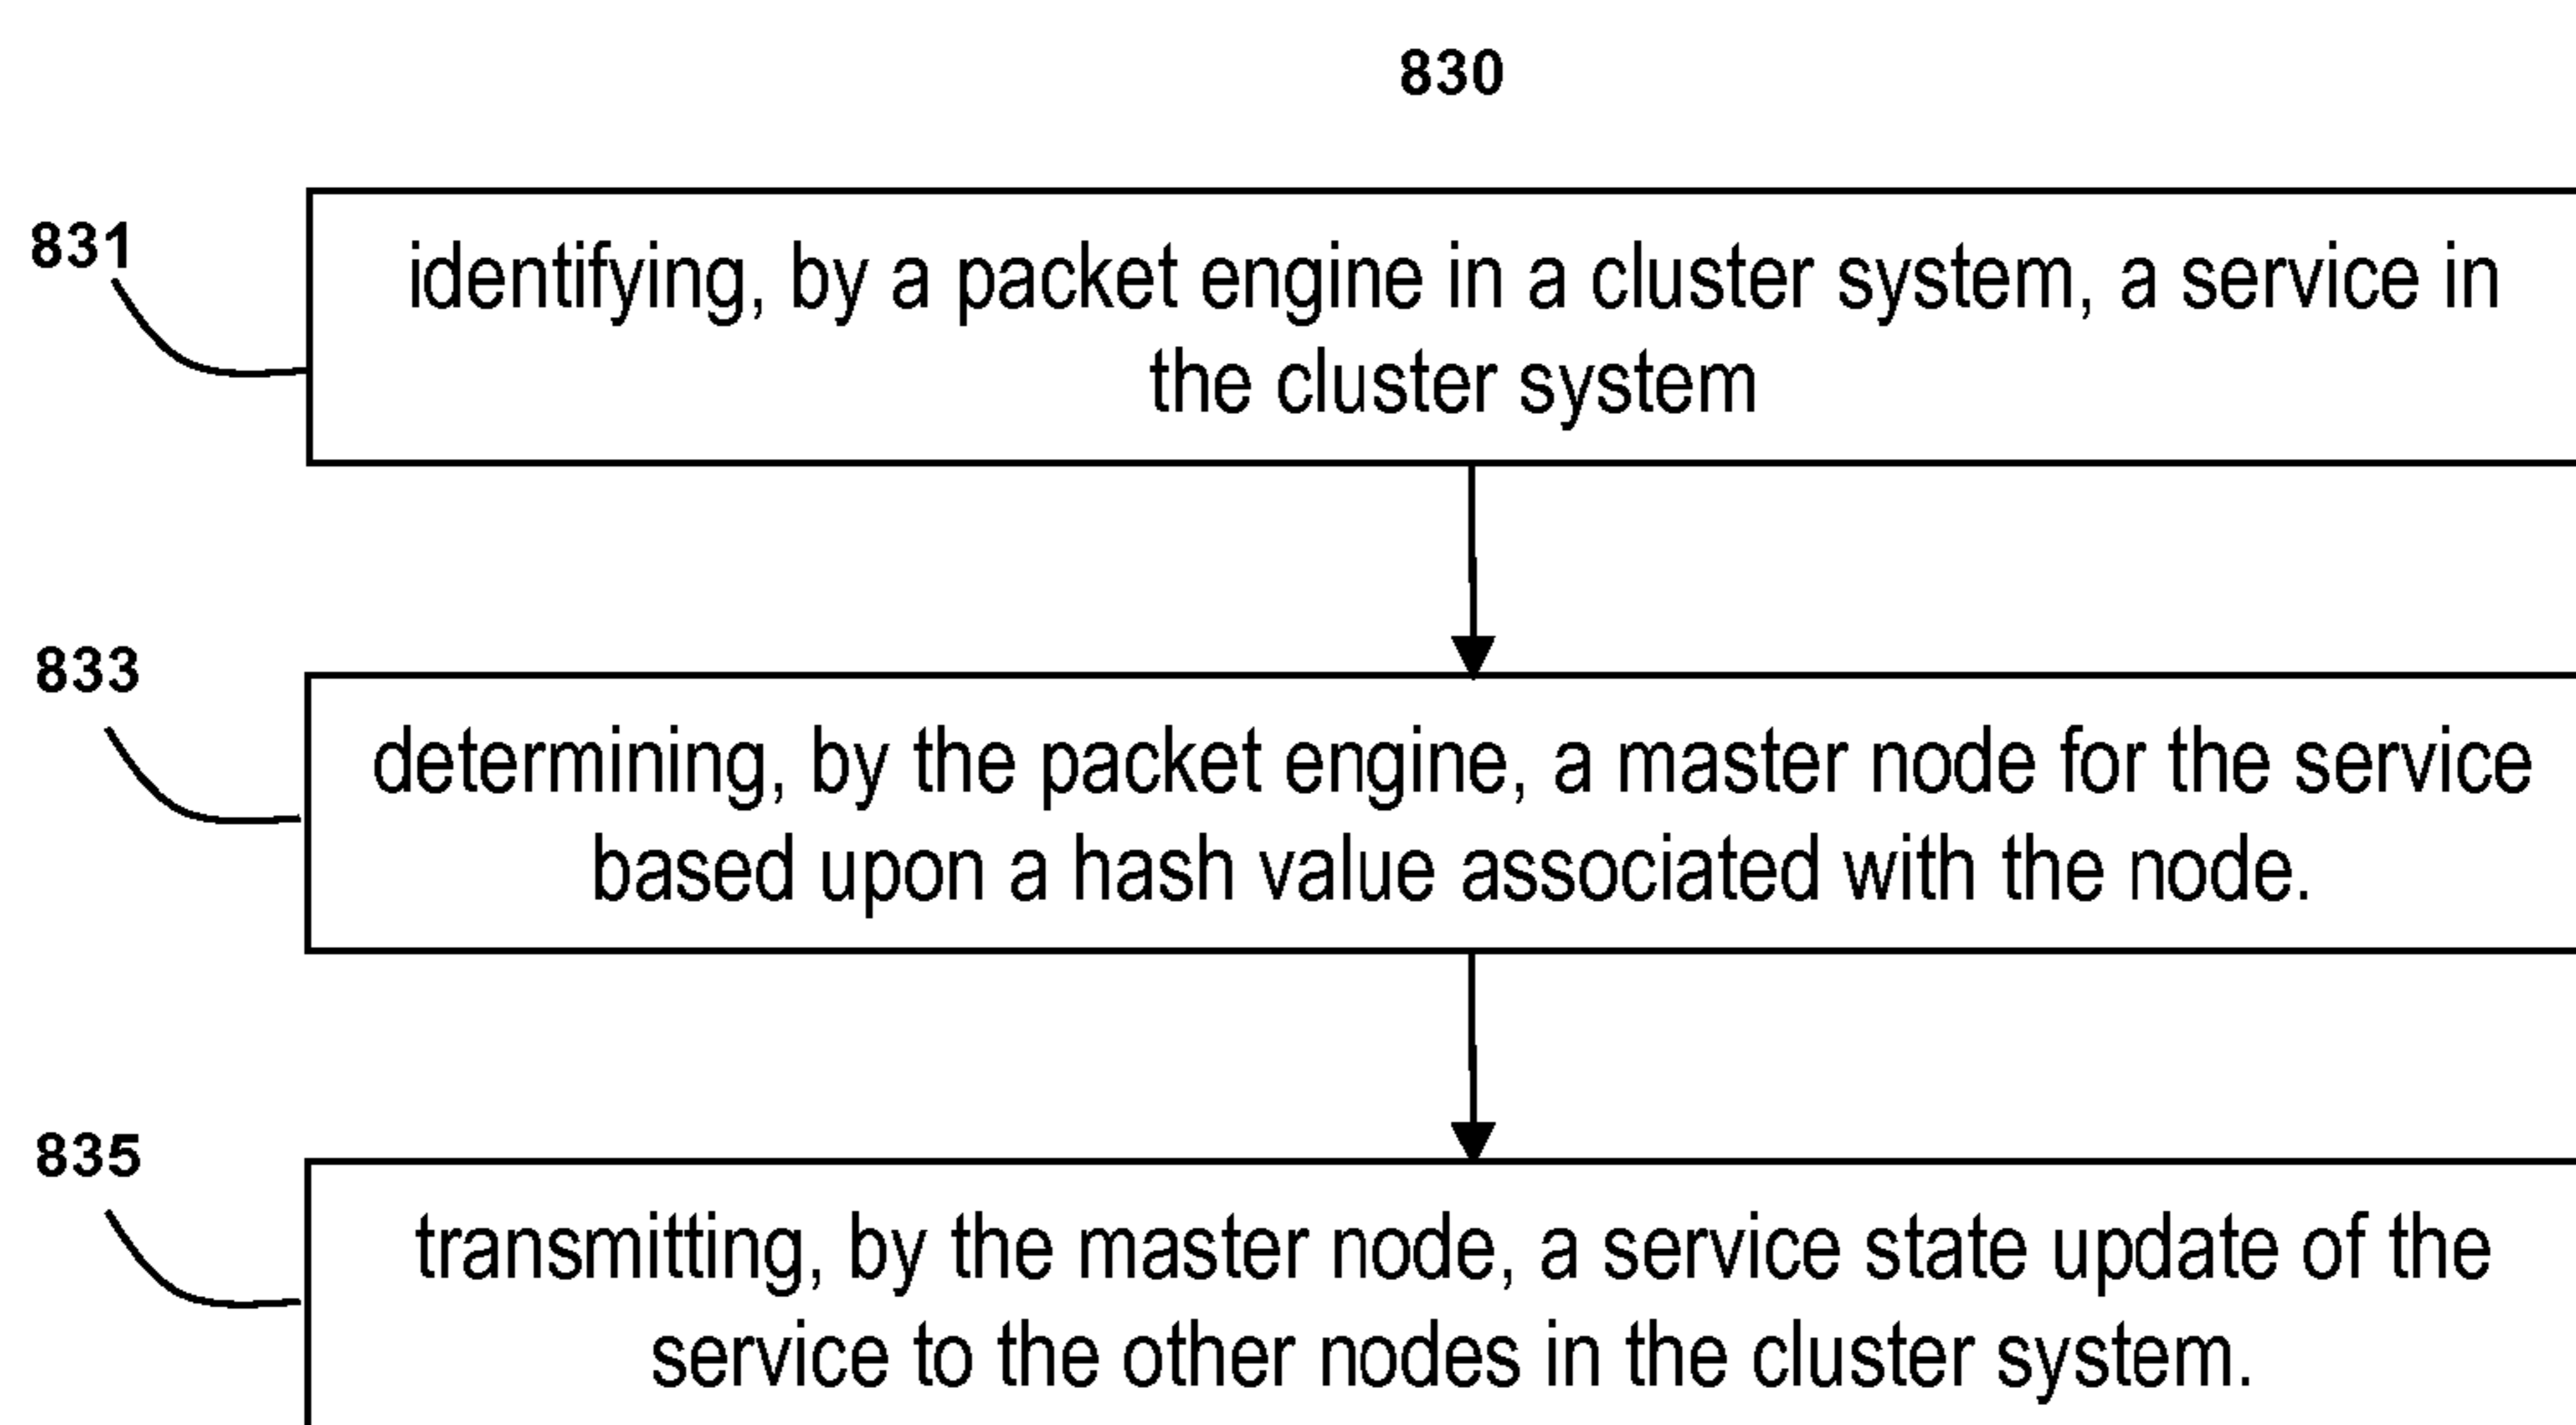 830
831
identifying, by a packet engine in a cluster system, a service in
the cluster system
833
determining, by the packet engine, a master node for the service
based upon a hash value associated with the node.
835
transmitting, by the master node, a service state update of the
service to the other nodes in the cluster system.